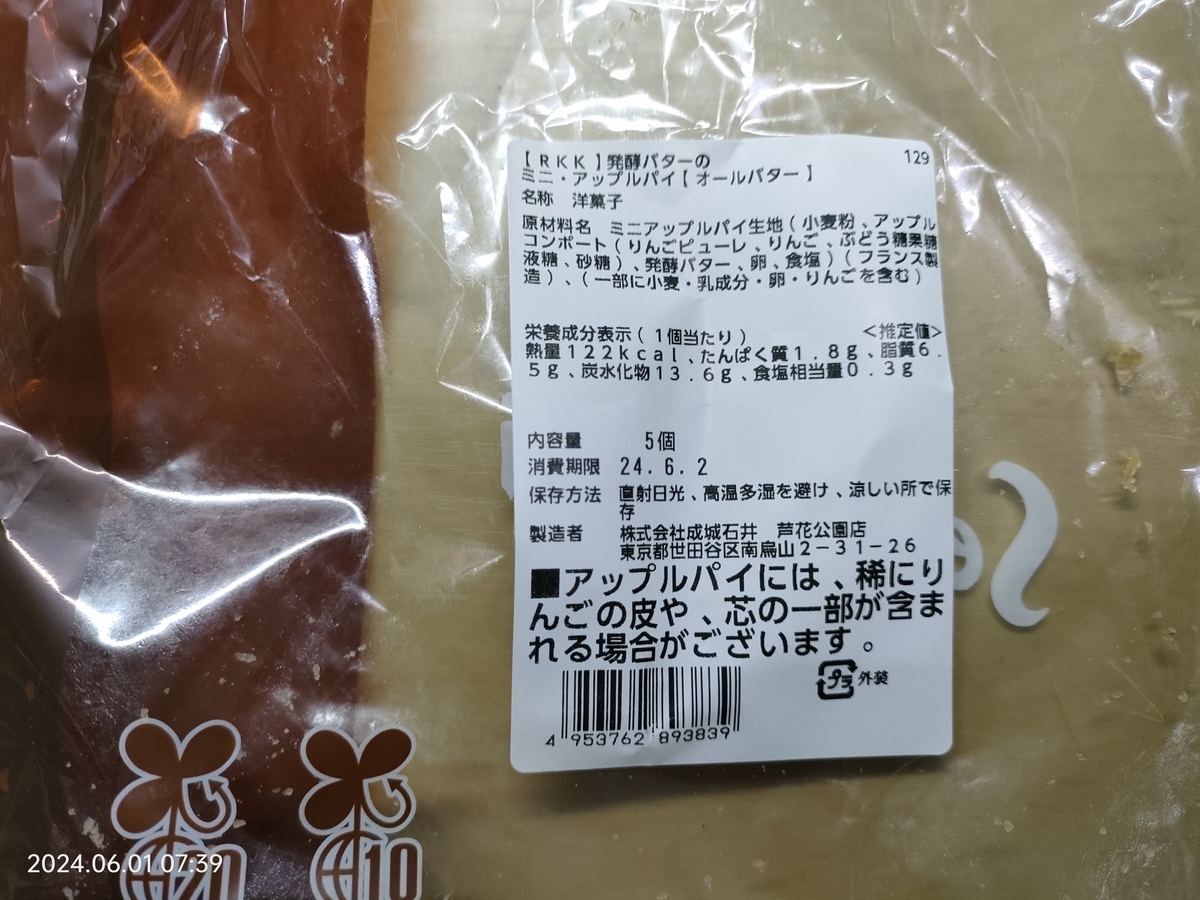 【RKK】発酵バターの 129
ミニ・アップルパイ【オールバター】
名称 洋菓子
原材料名 ミニアップルパイ生地(小麦粉、アップル
コンポート(りんごピューレ、りんご、ぶどう糖果糖
液糖、砂糖)、発酵バター、卵、食塩)(フランス製
造)、(一部に小麦・乳成分・卵・りんごを含む)
栄養成分表示(1個当たり) <推定値>
熱量122kcal、たんぱく質1.8g、脂質6.
5g、炭水化物13.6g、食塩相当量0.3g
内容量 5個
消費期限 24.6.2
保存方法 直射日光、高温多湿を避け、涼しい所で保
存
製造者 株式会社成城石井 芦花公園店
東京都世田谷区南烏山2-31-26
■アップルパイには、稀にり
んごの皮や、芯の一部が含ま
れる場合がございます。
プラ 外装
4 953762 893839
20 10
2024.06.01 07:39